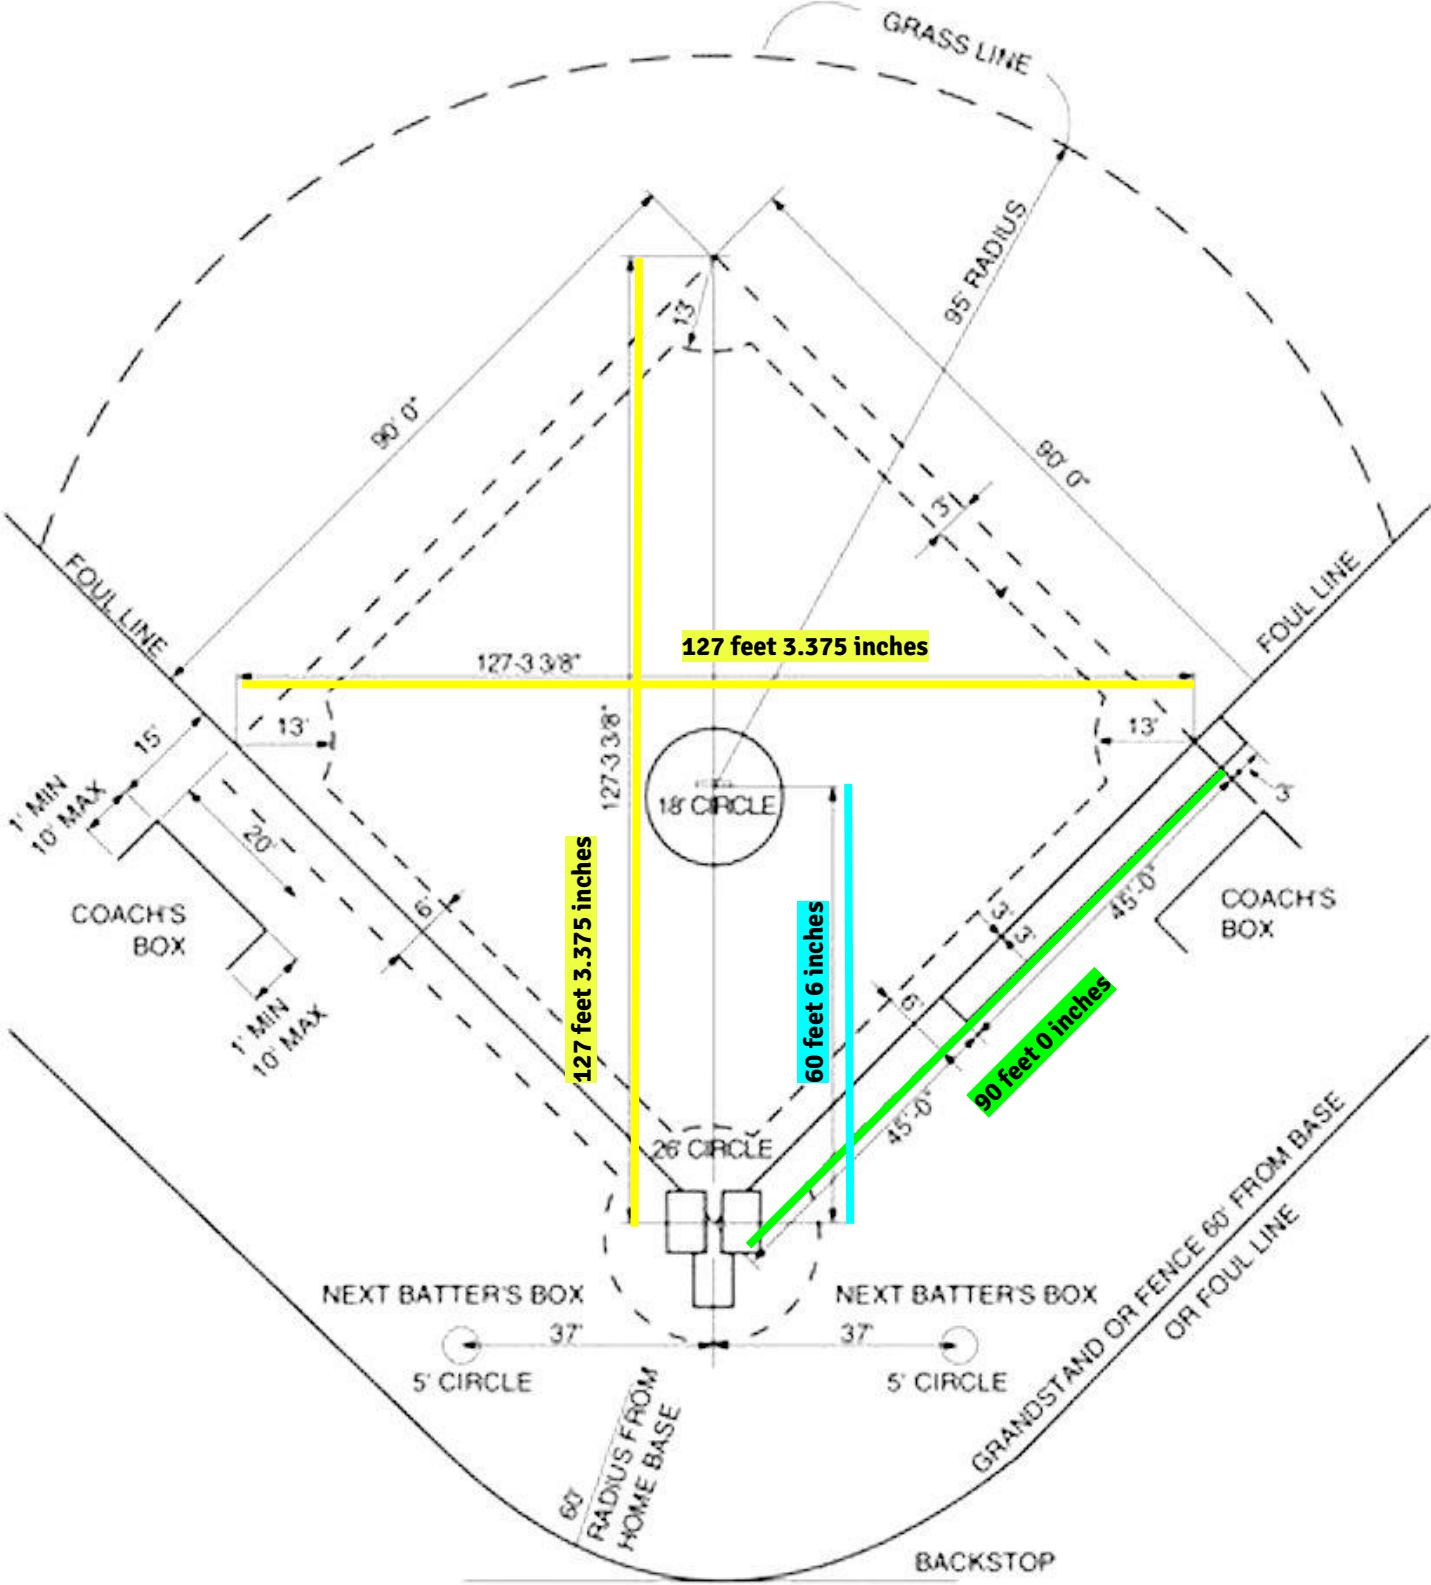 GRASS LINE
95' RADIUS
13'
90' 0"
90' 0"
3'
FOUL LINE
FOUL LINE
127 feet 3.375 inches
127-3 3/8"
13'
13'
15'
127-3 3/8"
18' CIRCLE
3'
1' MIN
10' MAX
20'
45'-0"
COACH'S
BOX
COACH'S
BOX
6'
3'
3'
127 feet 3.375 inches
60 feet 6 inches
6'
90 feet 0 inches
1' MIN
10' MAX
45'-0"
26' CIRCLE
GRANDSTAND OR FENCE 60' FROM BASE
OR FOUL LINE
NEXT BATTER'S BOX
NEXT BATTER'S BOX
37'
37'
5' CIRCLE
5' CIRCLE
60'
RADIUS FROM
HOME BASE
BACKSTOP